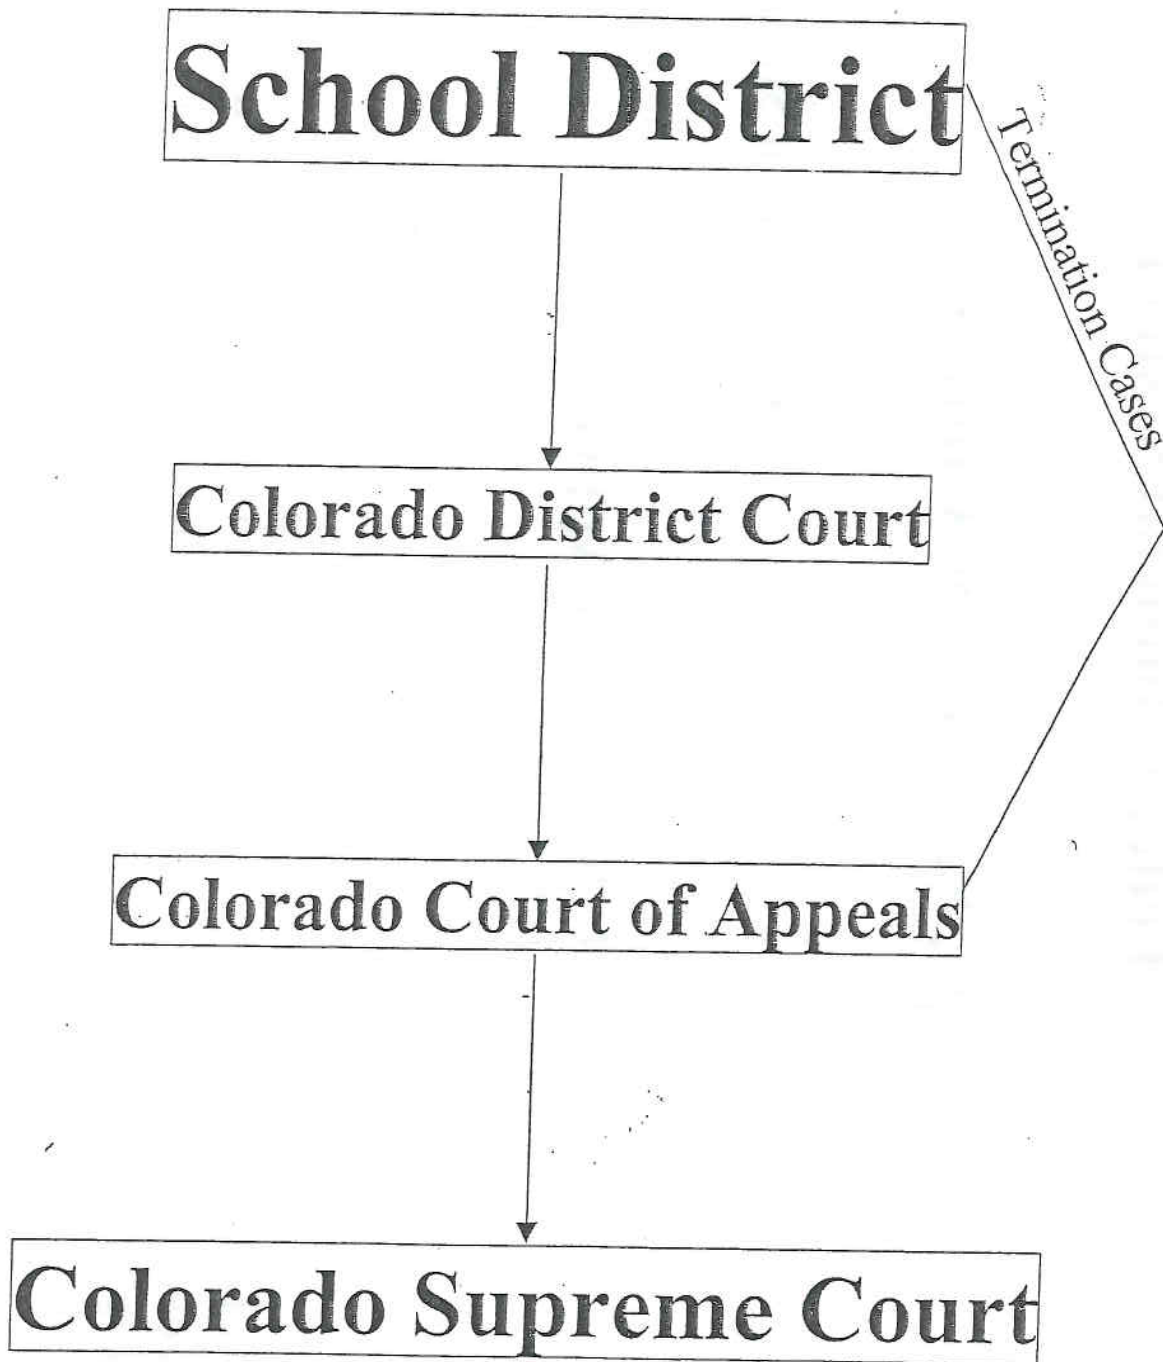 School District
Termination Cases
Colorado District Court
Colorado Court of Appeals
Colorado Supreme Court